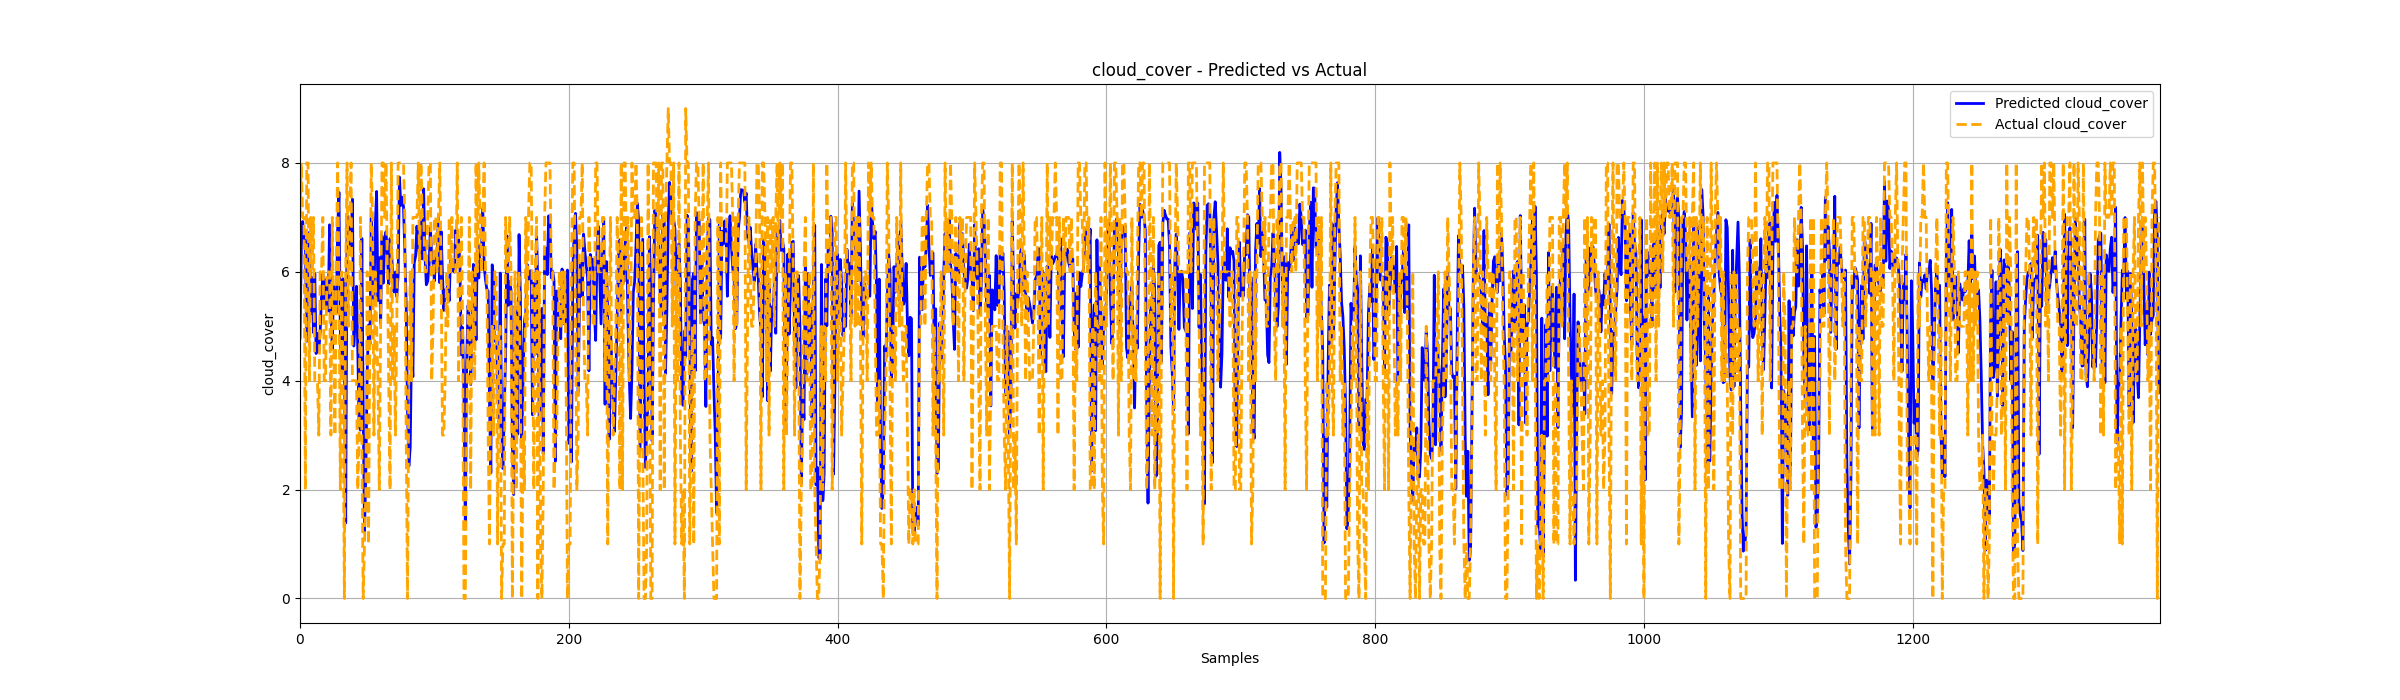 cloud_cover - Predicted vs Actual
Predicted cloud_cover
Actual cloud_cover
cloud_cover
8
6
4
2
0
0
200
400
600
800
1000
1200
Samples